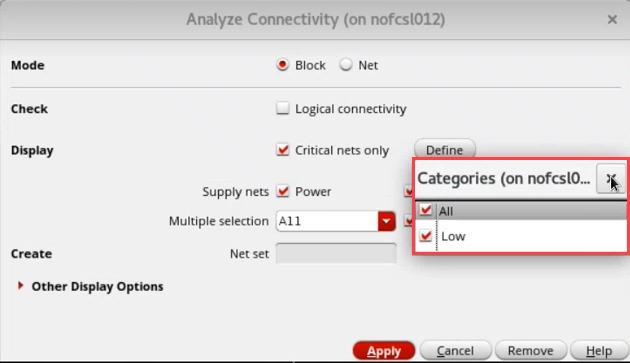 Analyze Connectivity (on nofcsl012)
Mode Block Net
Check Logical connectivity
Display Critical nets only Define
Categories (on nofcsl0...
Supply nets Power
All
Multiple selection All
Low
Create Net set
Other Display Options
Apply Cancel Remove Help